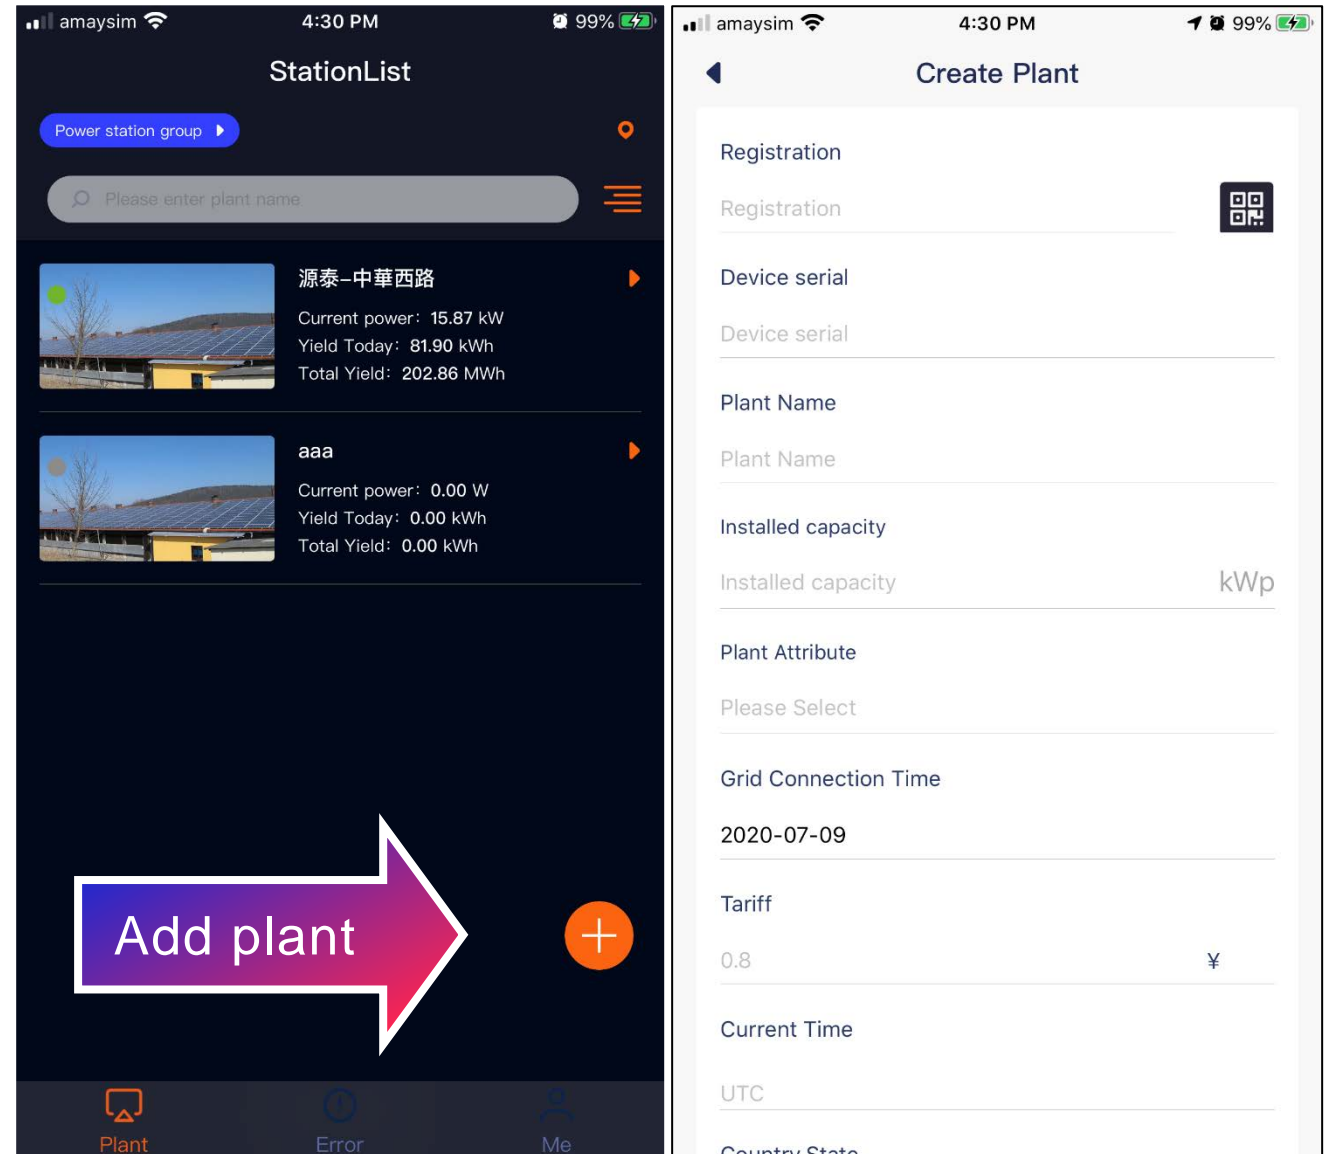 amaysim 4:30 PM 99%
StationList
Power station group
Please enter plant name
源泰-中華西路
Current power: 15.87 kW
Yield Today: 81.90 kWh
Total Yield: 202.86 MWh
aaa
Current power: 0.00 W
Yield Today: 0.00 kWh
Total Yield: 0.00 kWh
Add plant
Plant Error Me
amaysim 4:30 PM 99%
Create Plant
Registration
Registration
Device serial
Device serial
Plant Name
Plant Name
Installed capacity
Installed capacity kWp
Plant Attribute
Please Select
Grid Connection Time
2020-07-09
Tariff
0.8 ¥
Current Time
UTC
Country State